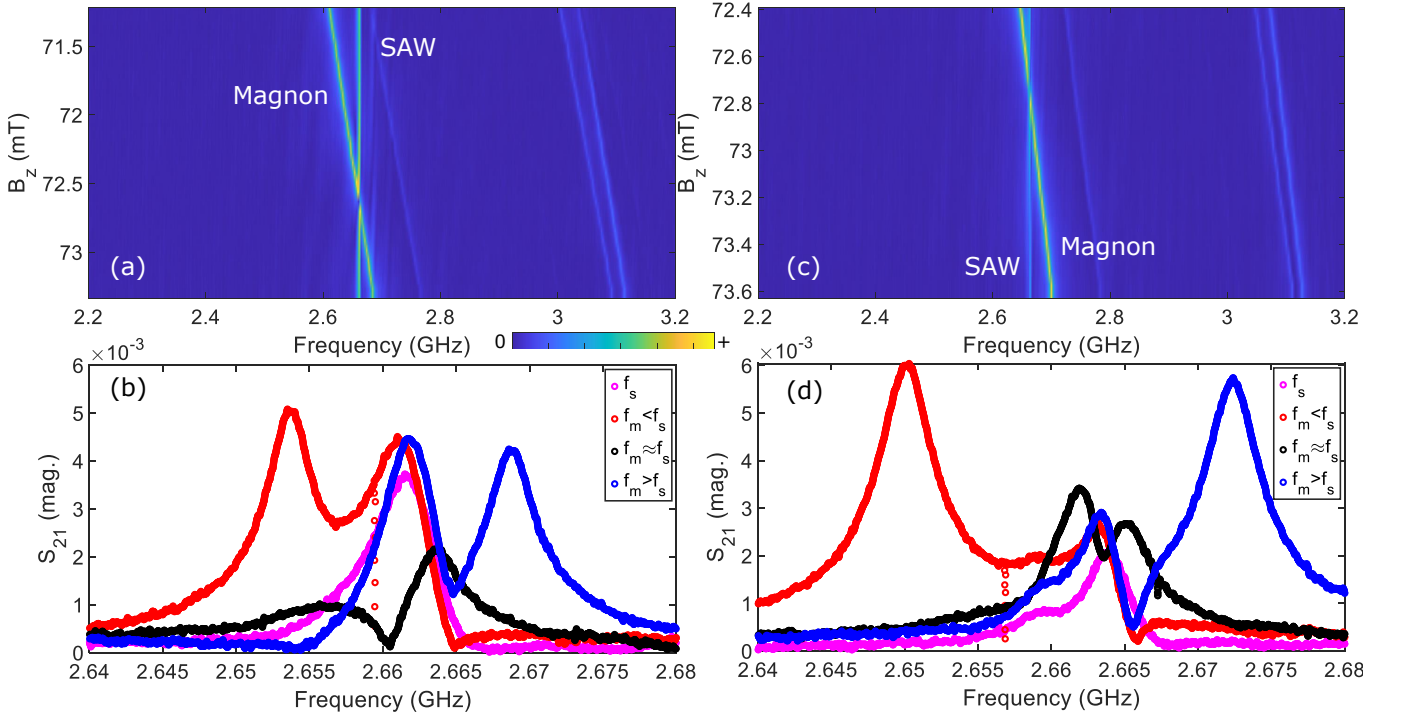 71.5
72
72.5
73
B_z (mT)
SAW
Magnon
(a)
2.2 2.4 2.6 2.8 3 3.2
Frequency (GHz)
72.4
72.6
72.8
73
73.2
73.4
73.6
B_z (mT)
SAW
Magnon
(c)
2.2 2.4 2.6 2.8 3 3.2
Frequency (GHz)
0 +
×10^-3
6
5
4
3
2
1
0
S_21 (mag.)
(b)
f_s
f_m<f_s
f_m≈f_s
f_m>f_s
2.64 2.645 2.65 2.655 2.66 2.665 2.67 2.675 2.68
Frequency (GHz)
×10^-3
6
5
4
3
2
1
0
S_21 (mag.)
(d)
f_s
f_m<f_s
f_m≈f_s
f_m>f_s
2.64 2.645 2.65 2.655 2.66 2.665 2.67 2.675 2.68
Frequency (GHz)